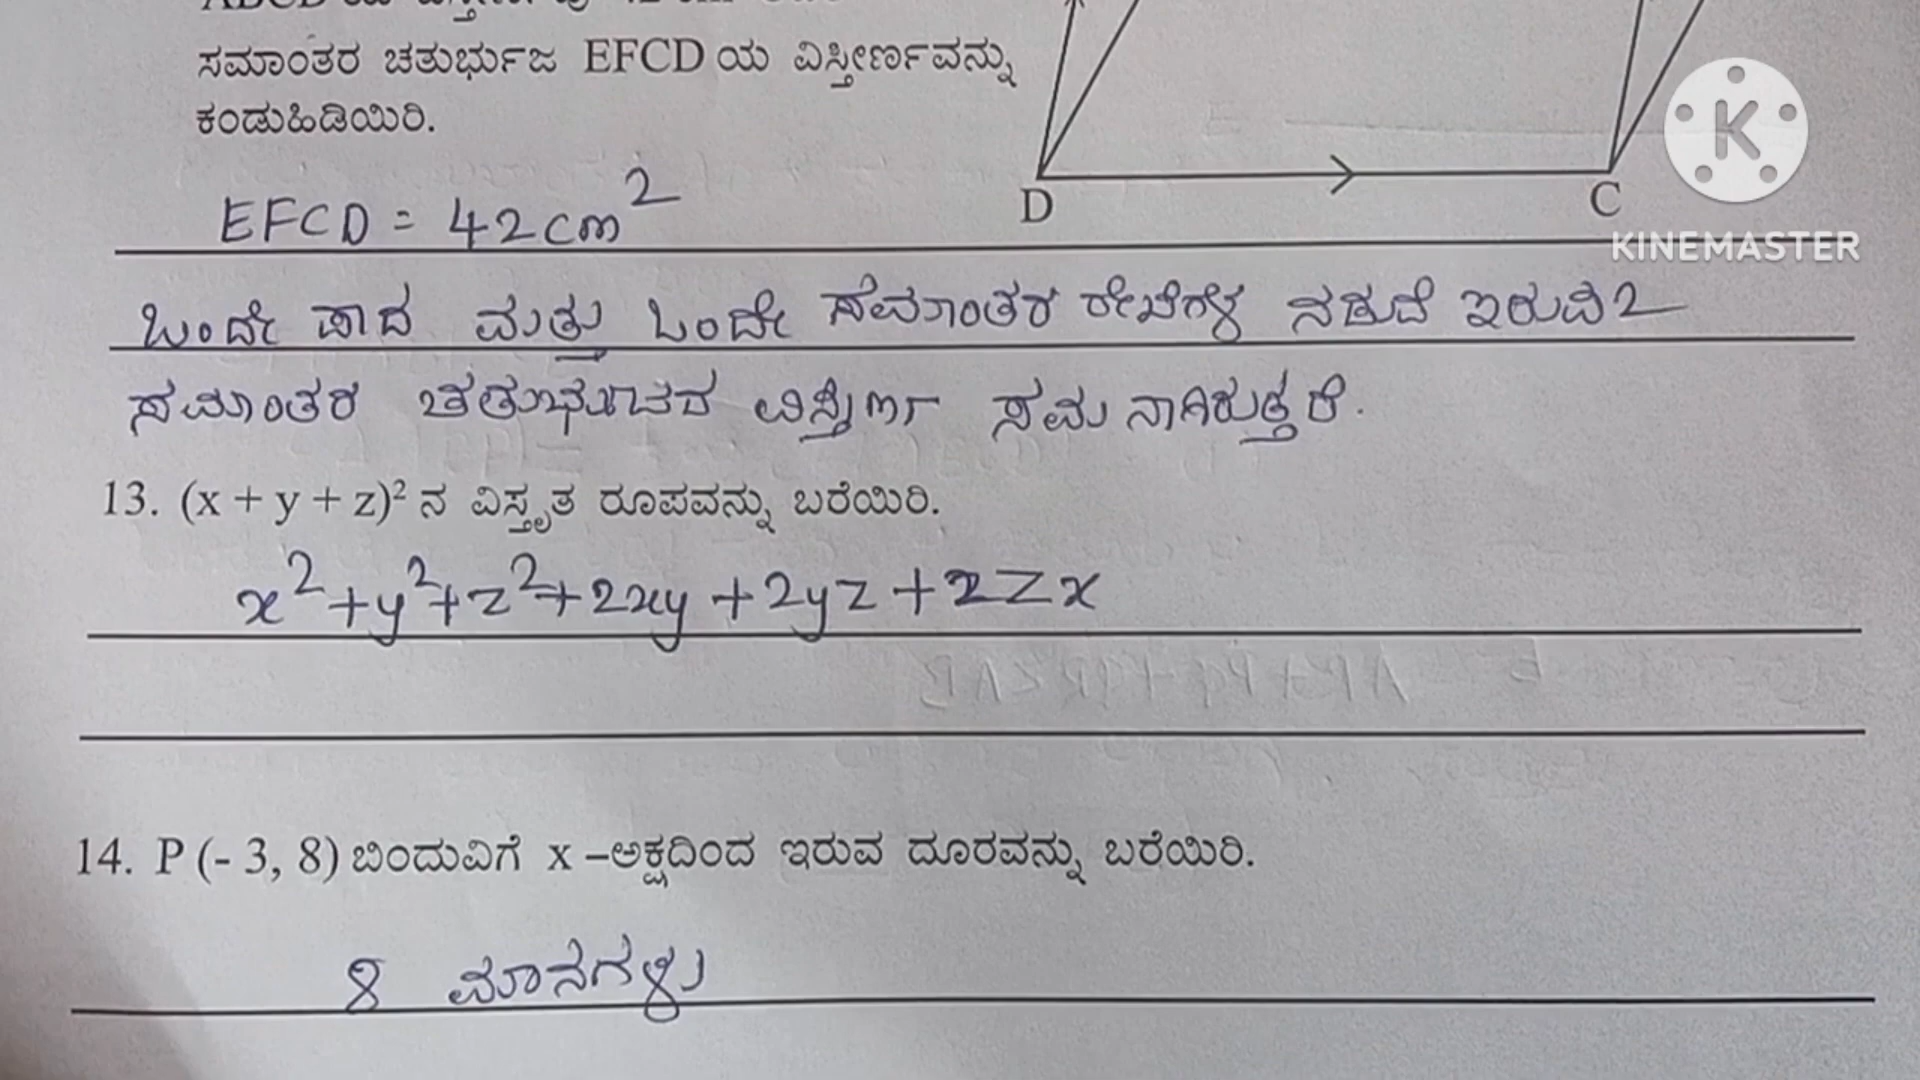 ಸಮಾಂತರ ಚತುರ್ಭುಜ EFCD ಯ ವಿಸ್ತೀರ್ಣವನ್ನು
ಕಂಡುಹಿಡಿಯಿರಿ.
D
C
K
KINEMASTER
EFCD = 42 cm²
ಒಂದೇ ಪಾದ ಮತ್ತು ಒಂದೇ ಸಮಾಂತರ ರೇಖೆಗಳ ನಡುವೆ ಇರುವ 2
ಸಮಾಂತರ ಚತುರ್ಭುಜದ ವಿಸ್ತೀರ್ಣ ಸಮನಾಗಿರುತ್ತದೆ.
13. (x + y + z)² ನ ವಿಸ್ತೃತ ರೂಪವನ್ನು ಬರೆಯಿರಿ.
x² + y² + z² + 2xy + 2yz + 2zx
14. P (- 3, 8) ಬಿಂದುವಿಗೆ x –ಅಕ್ಷದಿಂದ ಇರುವ ದೂರವನ್ನು ಬರೆಯಿರಿ.
8 ಮಾನಗಳು